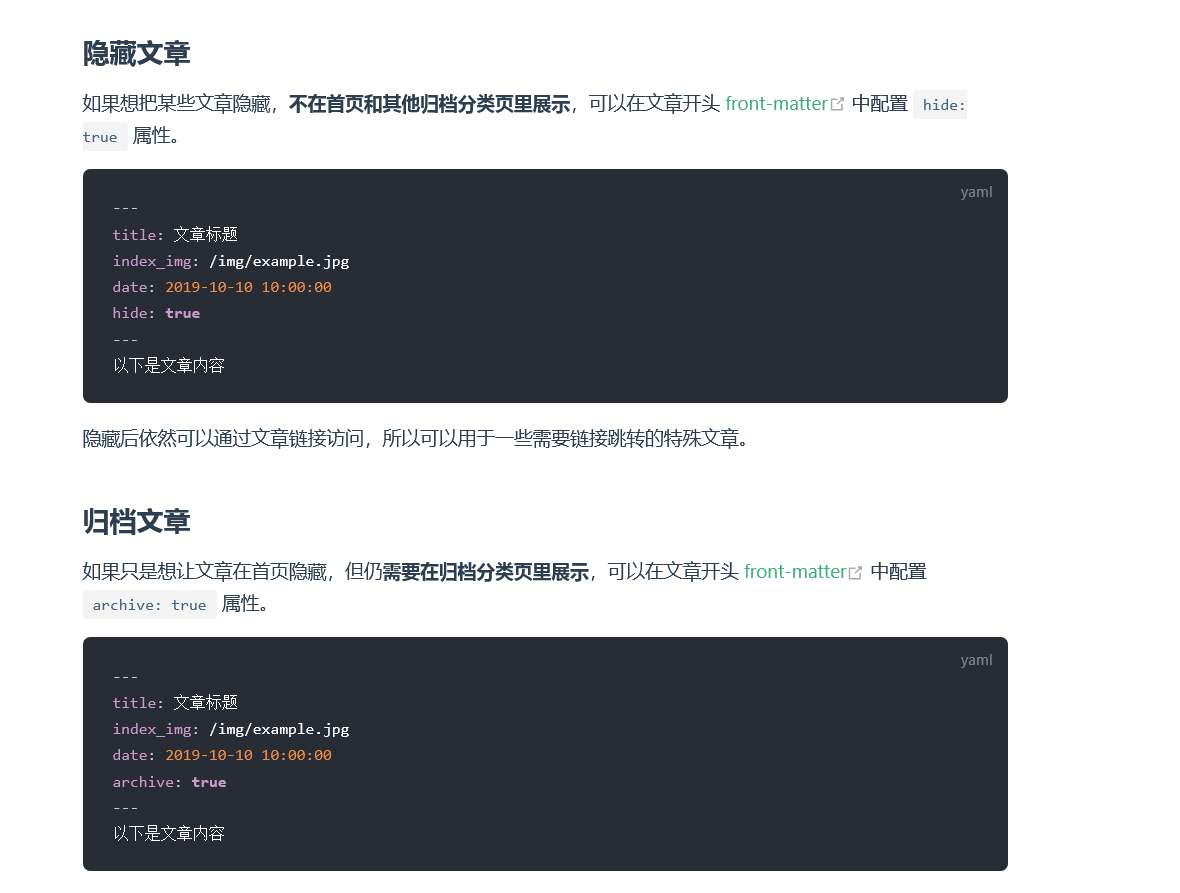 隐藏文章
如果想把某些文章隐藏，不在首页和其他归档分类页里展示，可以在文章开头 front-matter 中配置 hide:
true 属性。
yaml
---
title: 文章标题
index_img: /img/example.jpg
date: 2019-10-10 10:00:00
hide: true
---
以下是文章内容
隐藏后依然可以通过文章链接访问，所以可以用于一些需要链接跳转的特殊文章。
归档文章
如果只是想让文章在首页隐藏，但仍需要在归档分类页里展示，可以在文章开头 front-matter 中配置
archive: true 属性。
yaml
---
title: 文章标题
index_img: /img/example.jpg
date: 2019-10-10 10:00:00
archive: true
---
以下是文章内容